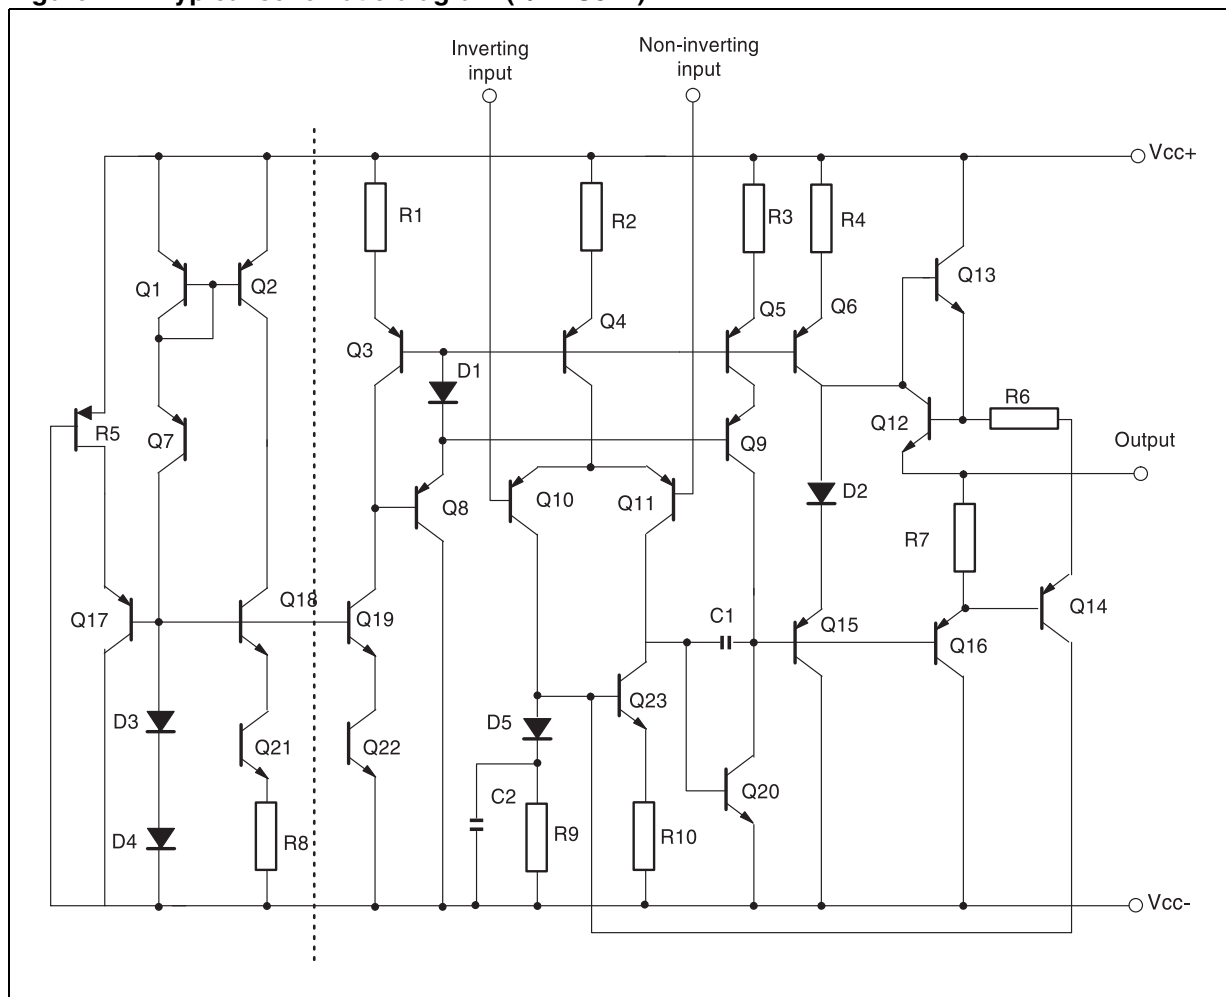 Inverting
input
Non-inverting
input
Vcc+
R1
R2
R3
R4
Q1
Q2
Q13
Q3
Q4
Q5
Q6
D1
R5
Q7
Q12
R6
Q9
Output
Q8
Q10
Q11
D2
R7
Q17
Q18
Q19
C1
Q15
Q16
Q14
D3
Q21
Q22
D5
Q23
C2
Q20
D4
R8
R9
R10
Vcc-